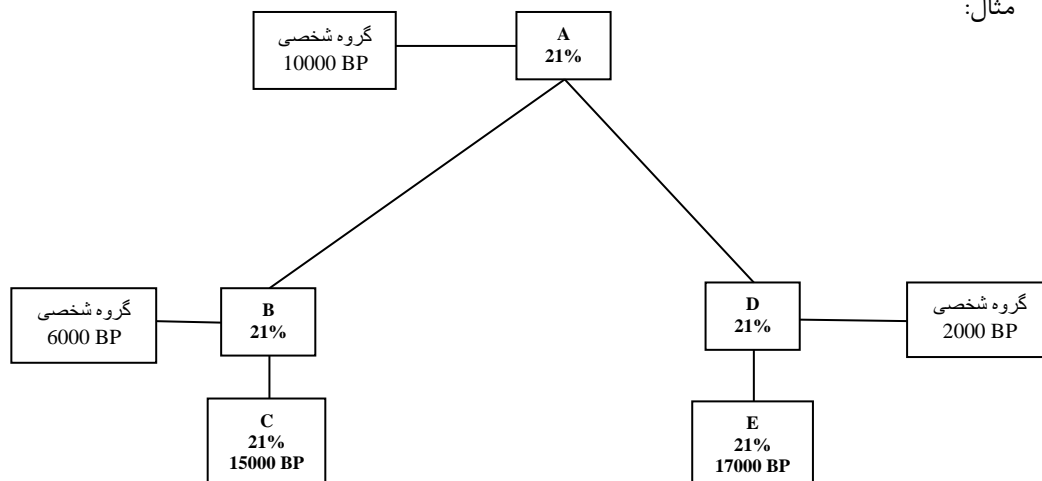 مثال:
گروه شخصی
10000 BP
A
21%
گروه شخصی
6000 BP
B
21%
D
21%
گروه شخصی
2000 BP
C
21%
15000 BP
E
21%
17000 BP